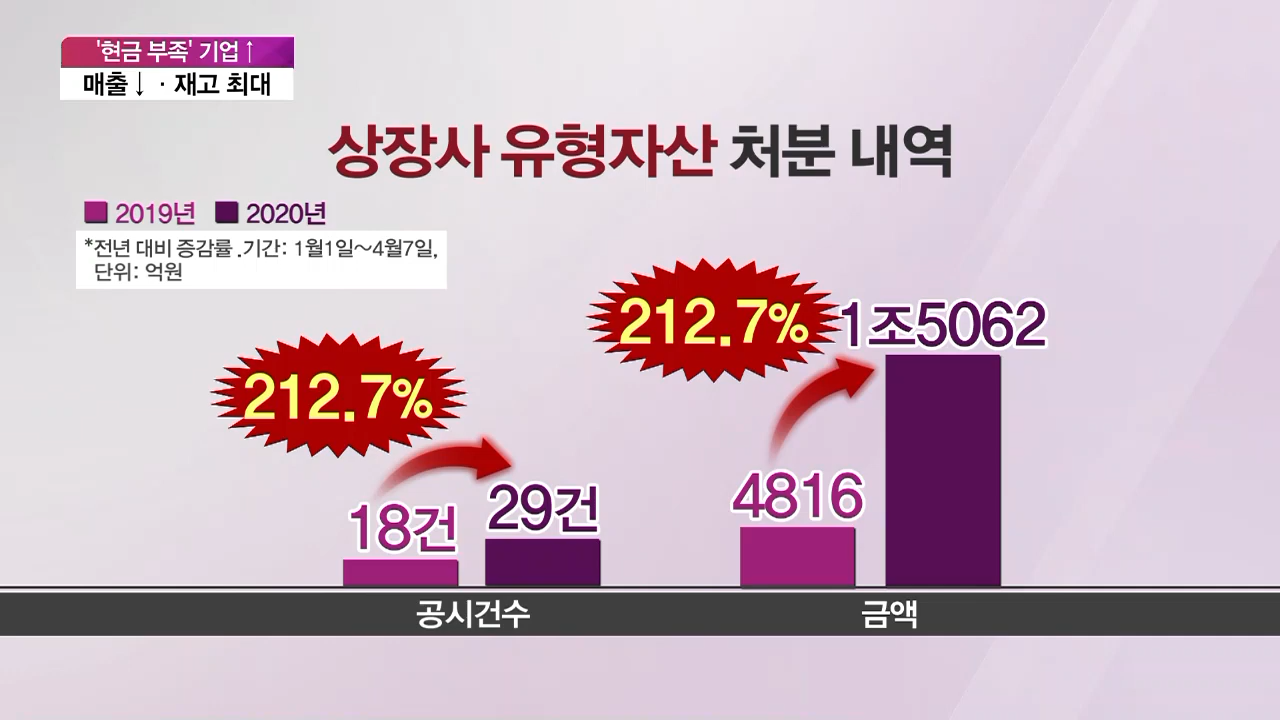 '현금 부족' 기업↑
매출↓ · 재고 최대
상장사 유형자산 처분 내역
2019년 2020년
*전년 대비 증감률 .기간: 1월1일～4월7일,
단위: 억원
212.7% 1조5062
212.7%
4816
18건 29건
공시건수 금액